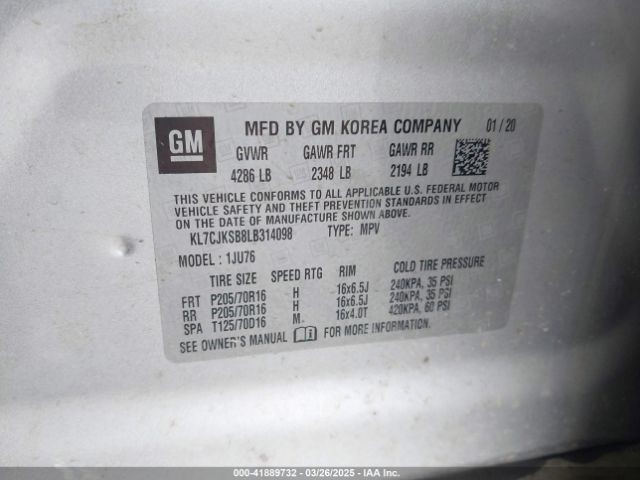 GM MFD BY GM KOREA COMPANY 01 / 20
GVWR GAWR FRT GAWR RR
4286 LB 2348 LB 2194 LB
THIS VEHICLE CONFORMS TO ALL APPLICABLE U.S. FEDERAL MOTOR
VEHICLE SAFETY AND THEFT PREVENTION STANDARDS IN EFFECT
ON THE DATE OF MANUFACTURE SHOWN ABOVE.
KL7CJKSB8LB314098 TYPE: MPV
MODEL : 1JU76
TIRE SIZE SPEED RTG RIM COLD TIRE PRESSURE
FRT P205/70R16 H 16x6.5J 240KPA, 35 PSI
RR P205/70R16 H 16x6.5J 240KPA, 35 PSI
SPA T125/70D16 M 16x4.0T 420KPA, 60 PSI
SEE OWNER'S MANUAL FOR MORE INFORMATION.
000-41889732 - 03/26/2025 - IAA Inc.